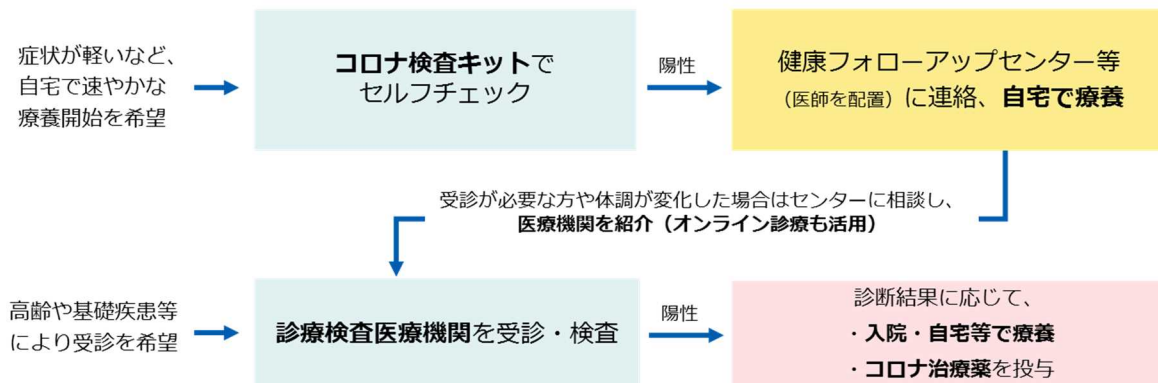 症状が軽いなど、
自宅で速やかな
療養開始を希望
コロナ検査キットで
セルフチェック
陽性
健康フォローアップセンター等
（医師を配置）に連絡、自宅で療養
受診が必要な方や体調が変化した場合はセンターに相談し、
医療機関を紹介（オンライン診療も活用）
高齢や基礎疾患等
により受診を希望
診療検査医療機関を受診・検査
陽性
診断結果に応じて、
・入院・自宅等で療養
・コロナ治療薬を投与